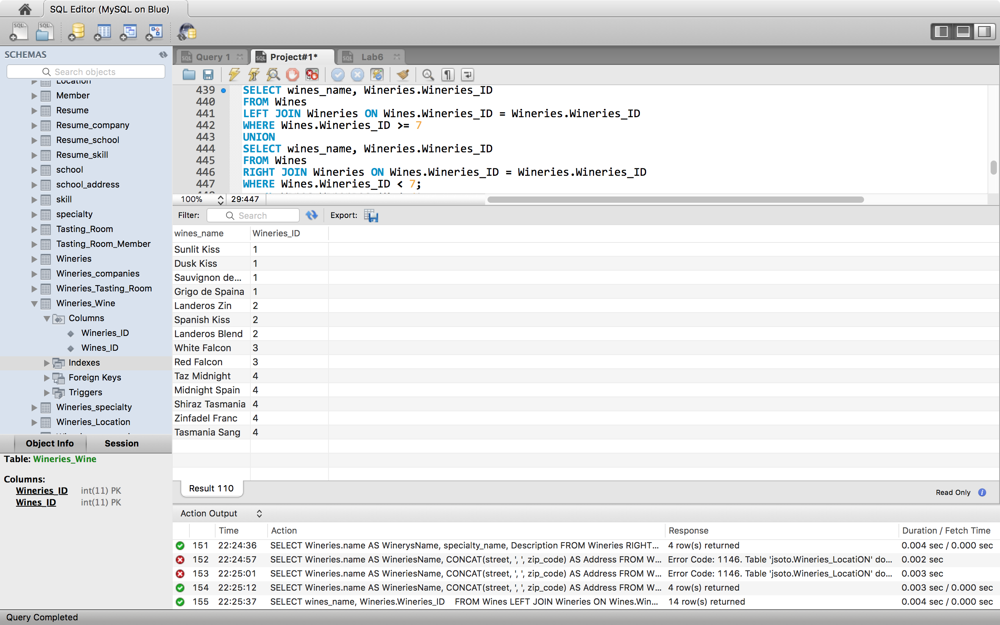 SQL Editor (MySQL on Blue)
SQL SQL
SCHEMAS
Search objects
Location
Member
Resume
Resume_company
Resume_school
Resume_skill
school
school_address
skill
specialty
Tasting_Room
Tasting_Room_Member
Wineries
Wineries_companies
Wineries_Tasting_Room
Wineries_Wine
Columns
Wineries_ID
Wines_ID
Indexes
Foreign Keys
Triggers
Wineries_specialty
Wineries_Location
Object Info Session
Table: Wineries_Wine
Columns:
Wineries_ID int(11) PK
Wines_ID int(11) PK
SQL Query 1 SQL Project#1* SQL Lab6
439 SELECT wines_name, Wineries.Wineries_ID
440 FROM Wines
441 LEFT JOIN Wineries ON Wines.Wineries_ID = Wineries.Wineries_ID
442 WHERE Wines.Wineries_ID >= 7
443 UNION
444 SELECT wines_name, Wineries.Wineries_ID
445 FROM Wines
446 RIGHT JOIN Wineries ON Wines.Wineries_ID = Wineries.Wineries_ID
447 WHERE Wines.Wineries_ID < 7;
100% 29:447
Filter: Search Export:
wines_name Wineries_ID
Sunlit Kiss 1
Dusk Kiss 1
Sauvignon de... 1
Grigo de Spaina 1
Landeros Zin 2
Spanish Kiss 2
Landeros Blend 2
White Falcon 3
Red Falcon 3
Taz Midnight 4
Midnight Spain 4
Shiraz Tasmania 4
Zinfadel Franc 4
Tasmania Sang 4
Result 110 Read Only
Action Output
Time Action Response Duration / Fetch Time
151 22:24:36 SELECT Wineries.name AS WinerysName, specialty_name, Description FROM Wineries RIGHT... 4 row(s) returned 0.004 sec / 0.000 sec
152 22:24:57 SELECT Wineries.name AS WineriesName, CONCAT(street, ', ', zip_code) AS Address FROM W... Error Code: 1146. Table 'jsoto.Wineries_LocatiON' do... 0.002 sec
153 22:25:01 SELECT Wineries.name AS WineriesName, CONCAT(street, ', ', zip_code) AS Address FROM W... Error Code: 1146. Table 'jsoto.Wineries_LocatiON' do... 0.003 sec
154 22:25:12 SELECT Wineries.name AS WineriesName, CONCAT(street, ', ', zip_code) AS Address FROM W... 4 row(s) returned 0.003 sec / 0.000 sec
155 22:25:37 SELECT wines_name, Wineries.Wineries_ID FROM Wines LEFT JOIN Wineries ON Wines.Win... 14 row(s) returned 0.004 sec / 0.000 sec
Query Completed